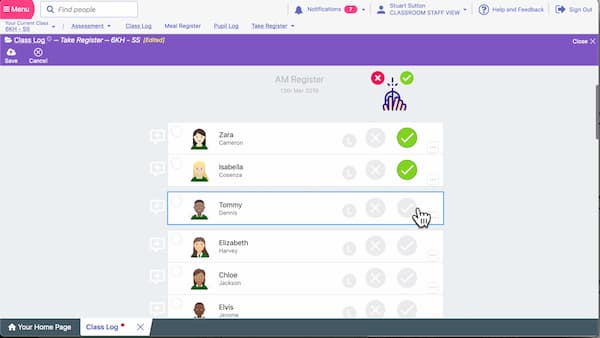 Menu
Find people
Notifications 7
Stuart Sutton
CLASSROOM STAFF VIEW
Help and Feedback
Sign Out
Your Current Class
6KH - SS
Assessment
Class Log
Meal Register
Pupil Log
Take Register
Class Log – Take Register – 6KH - SS [Edited]
Close
Save
Cancel
AM Register
13th Mar 2019
Zara
Cameron
L
Isabella
Cosenza
L
Tommy
Dennis
L
Elizabeth
Harvey
L
Chloe
Jackson
L
Elvis
Jerome
L
Your Home Page
Class Log